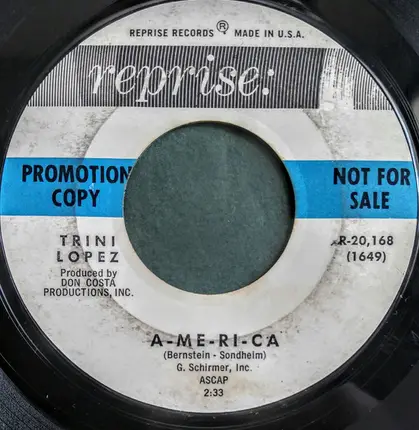 REPRISE RECORDS ® MADE IN U.S.A.
reprise:
PROMOTION COPY
NOT FOR SALE
TRINI LOPEZ
Produced by
DON COSTA
PRODUCTIONS, INC.
R-20,168
(1649)
A-ME-RI-CA
(Bernstein - Sondheim)
G. Schirmer, Inc.
ASCAP
2:33